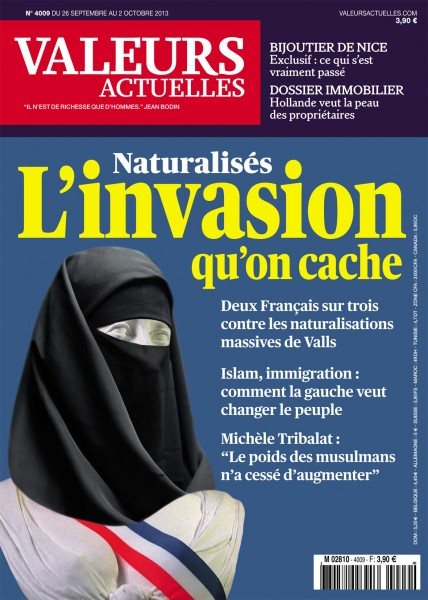 N° 4009 DU 26 SEPTEMBRE AU 2 OCTOBRE 2013
VALEURSACTUELLES.COM
3,90 €
VALEURS
ACTUELLES
“IL N'EST DE RICHESSE QUE D'HOMMES.” JEAN BODIN
BIJOUTIER DE NICE
Exclusif : ce qui s'est
vraiment passé
DOSSIER IMMOBILIER
Hollande veut la peau
des propriétaires
Naturalisés
L'invasion
qu'on cache
Deux Français sur trois
contre les naturalisations
massives de Valls
Islam, immigration :
comment la gauche veut
changer le peuple
Michèle Tribalat :
“Le poids des musulmans
n'a cessé d'augmenter”
M 02810 - 4009 - F: 3,90 €